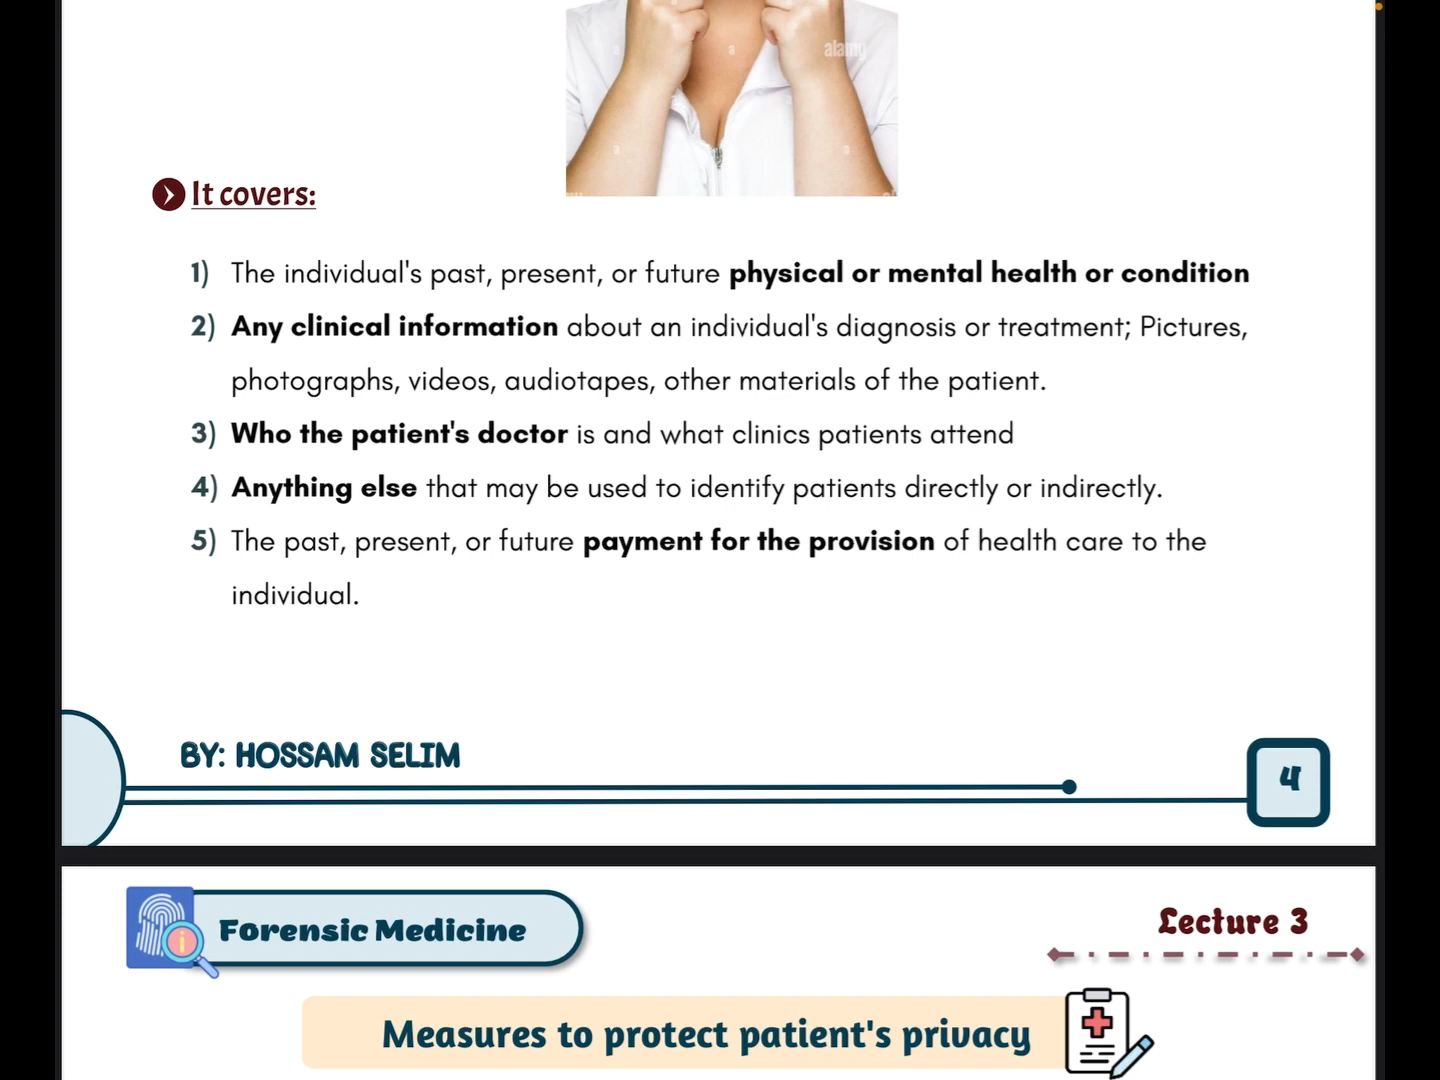 alamy
a
a
a
a
It covers:
1) The individual's past, present, or future physical or mental health or condition
2) Any clinical information about an individual's diagnosis or treatment; Pictures,
photographs, videos, audiotapes, other materials of the patient.
3) Who the patient's doctor is and what clinics patients attend
4) Anything else that may be used to identify patients directly or indirectly.
5) The past, present, or future payment for the provision of health care to the
individual.
BY: HOSSAM SELIM
4
Forensic Medicine
Lecture 3
Measures to protect patient's privacy